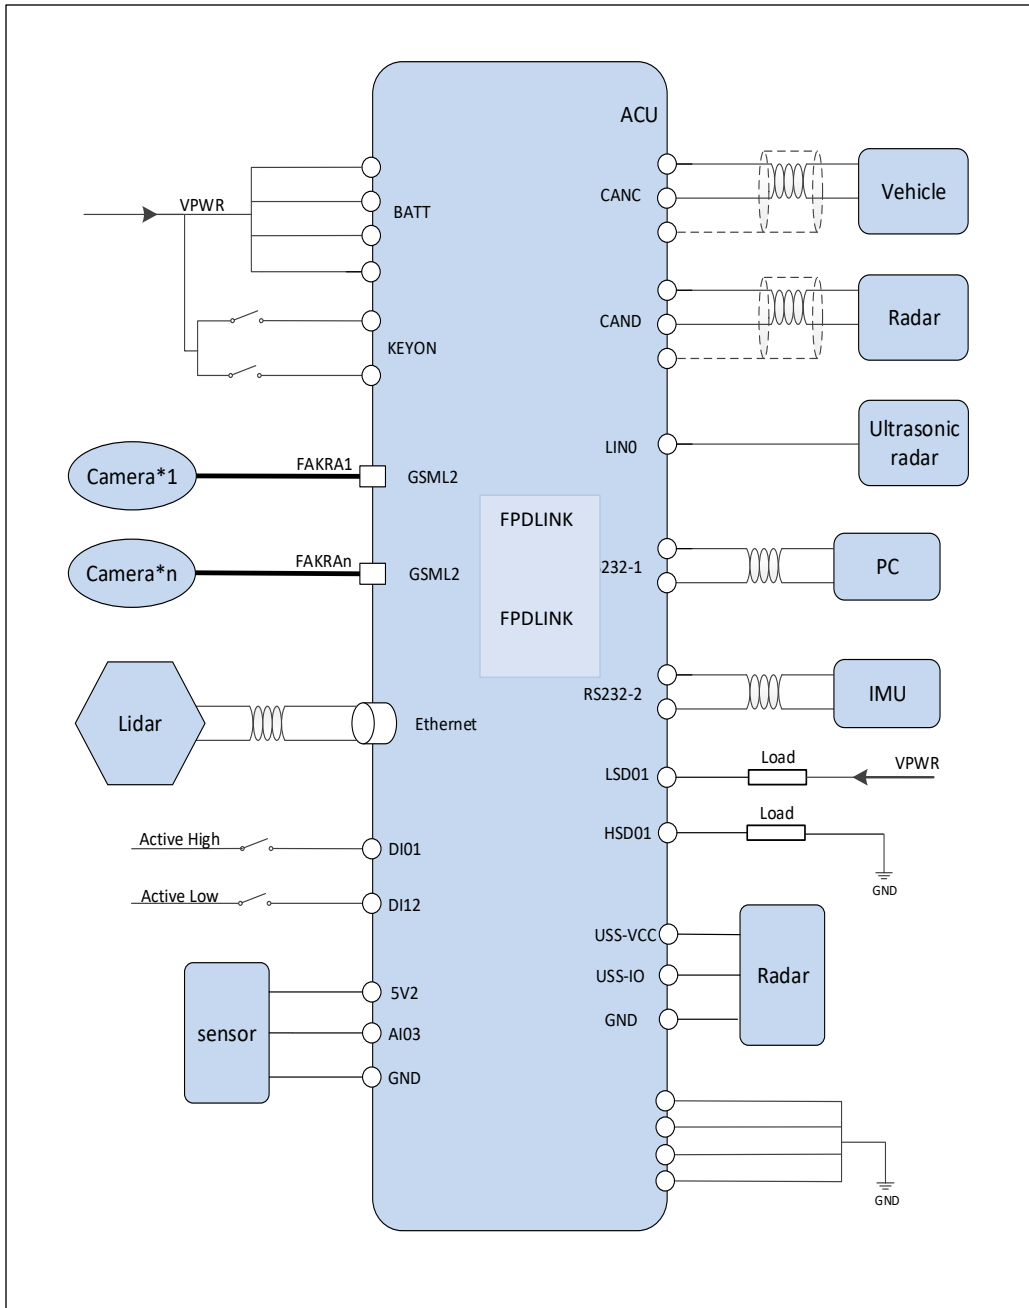 ACU
VPWR
BATT
KEYON
CANC
Vehicle
CAND
Radar
LIN0
Ultrasonic
radar
Camera*1
FAKRA1
GSML2
Camera*n
FAKRAn
GSML2
FPDLINK
FPDLINK
232-1
PC
RS232-2
IMU
Lidar
Ethernet
LSD01
Load
VPWR
HSD01
Load
GND
Active High
DI01
Active Low
DI12
sensor
5V2
AI03
GND
USS-VCC
USS-IO
GND
Radar
GND